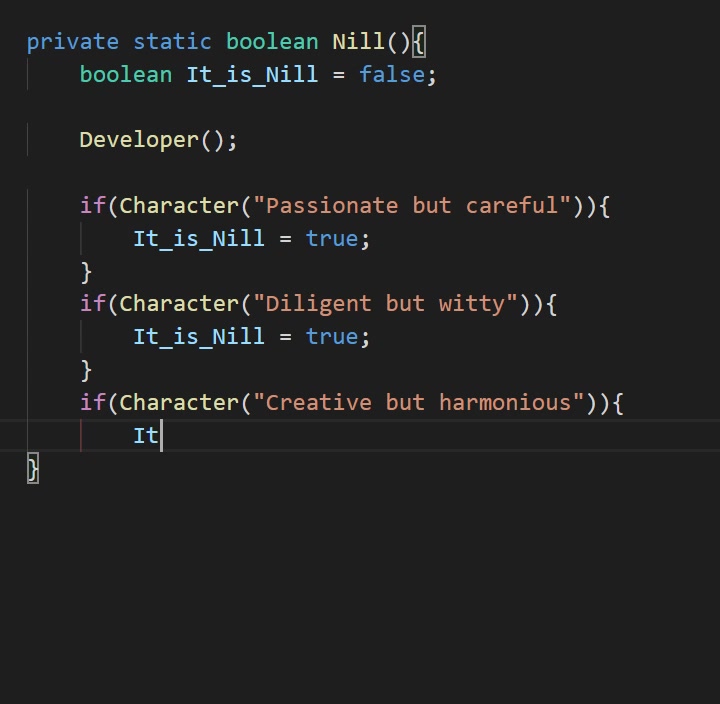 private static boolean Nill(){
    boolean It_is_Nill = false;

    Developer();

    if(Character("Passionate but careful")){
        It_is_Nill = true;
    }
    if(Character("Diligent but witty")){
        It_is_Nill = true;
    }
    if(Character("Creative but harmonious")){
        It
}